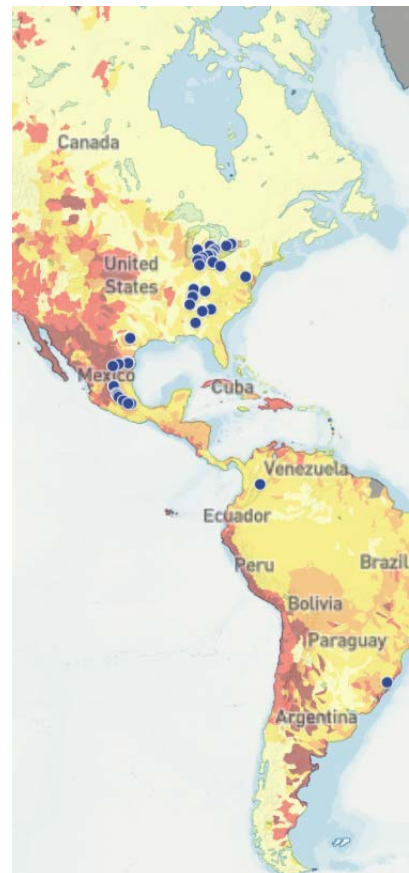 Canada
United
States
Mexico
Cuba
Venezuela
Ecuador
Peru
Brazil
Bolivia
Paraguay
Argentina